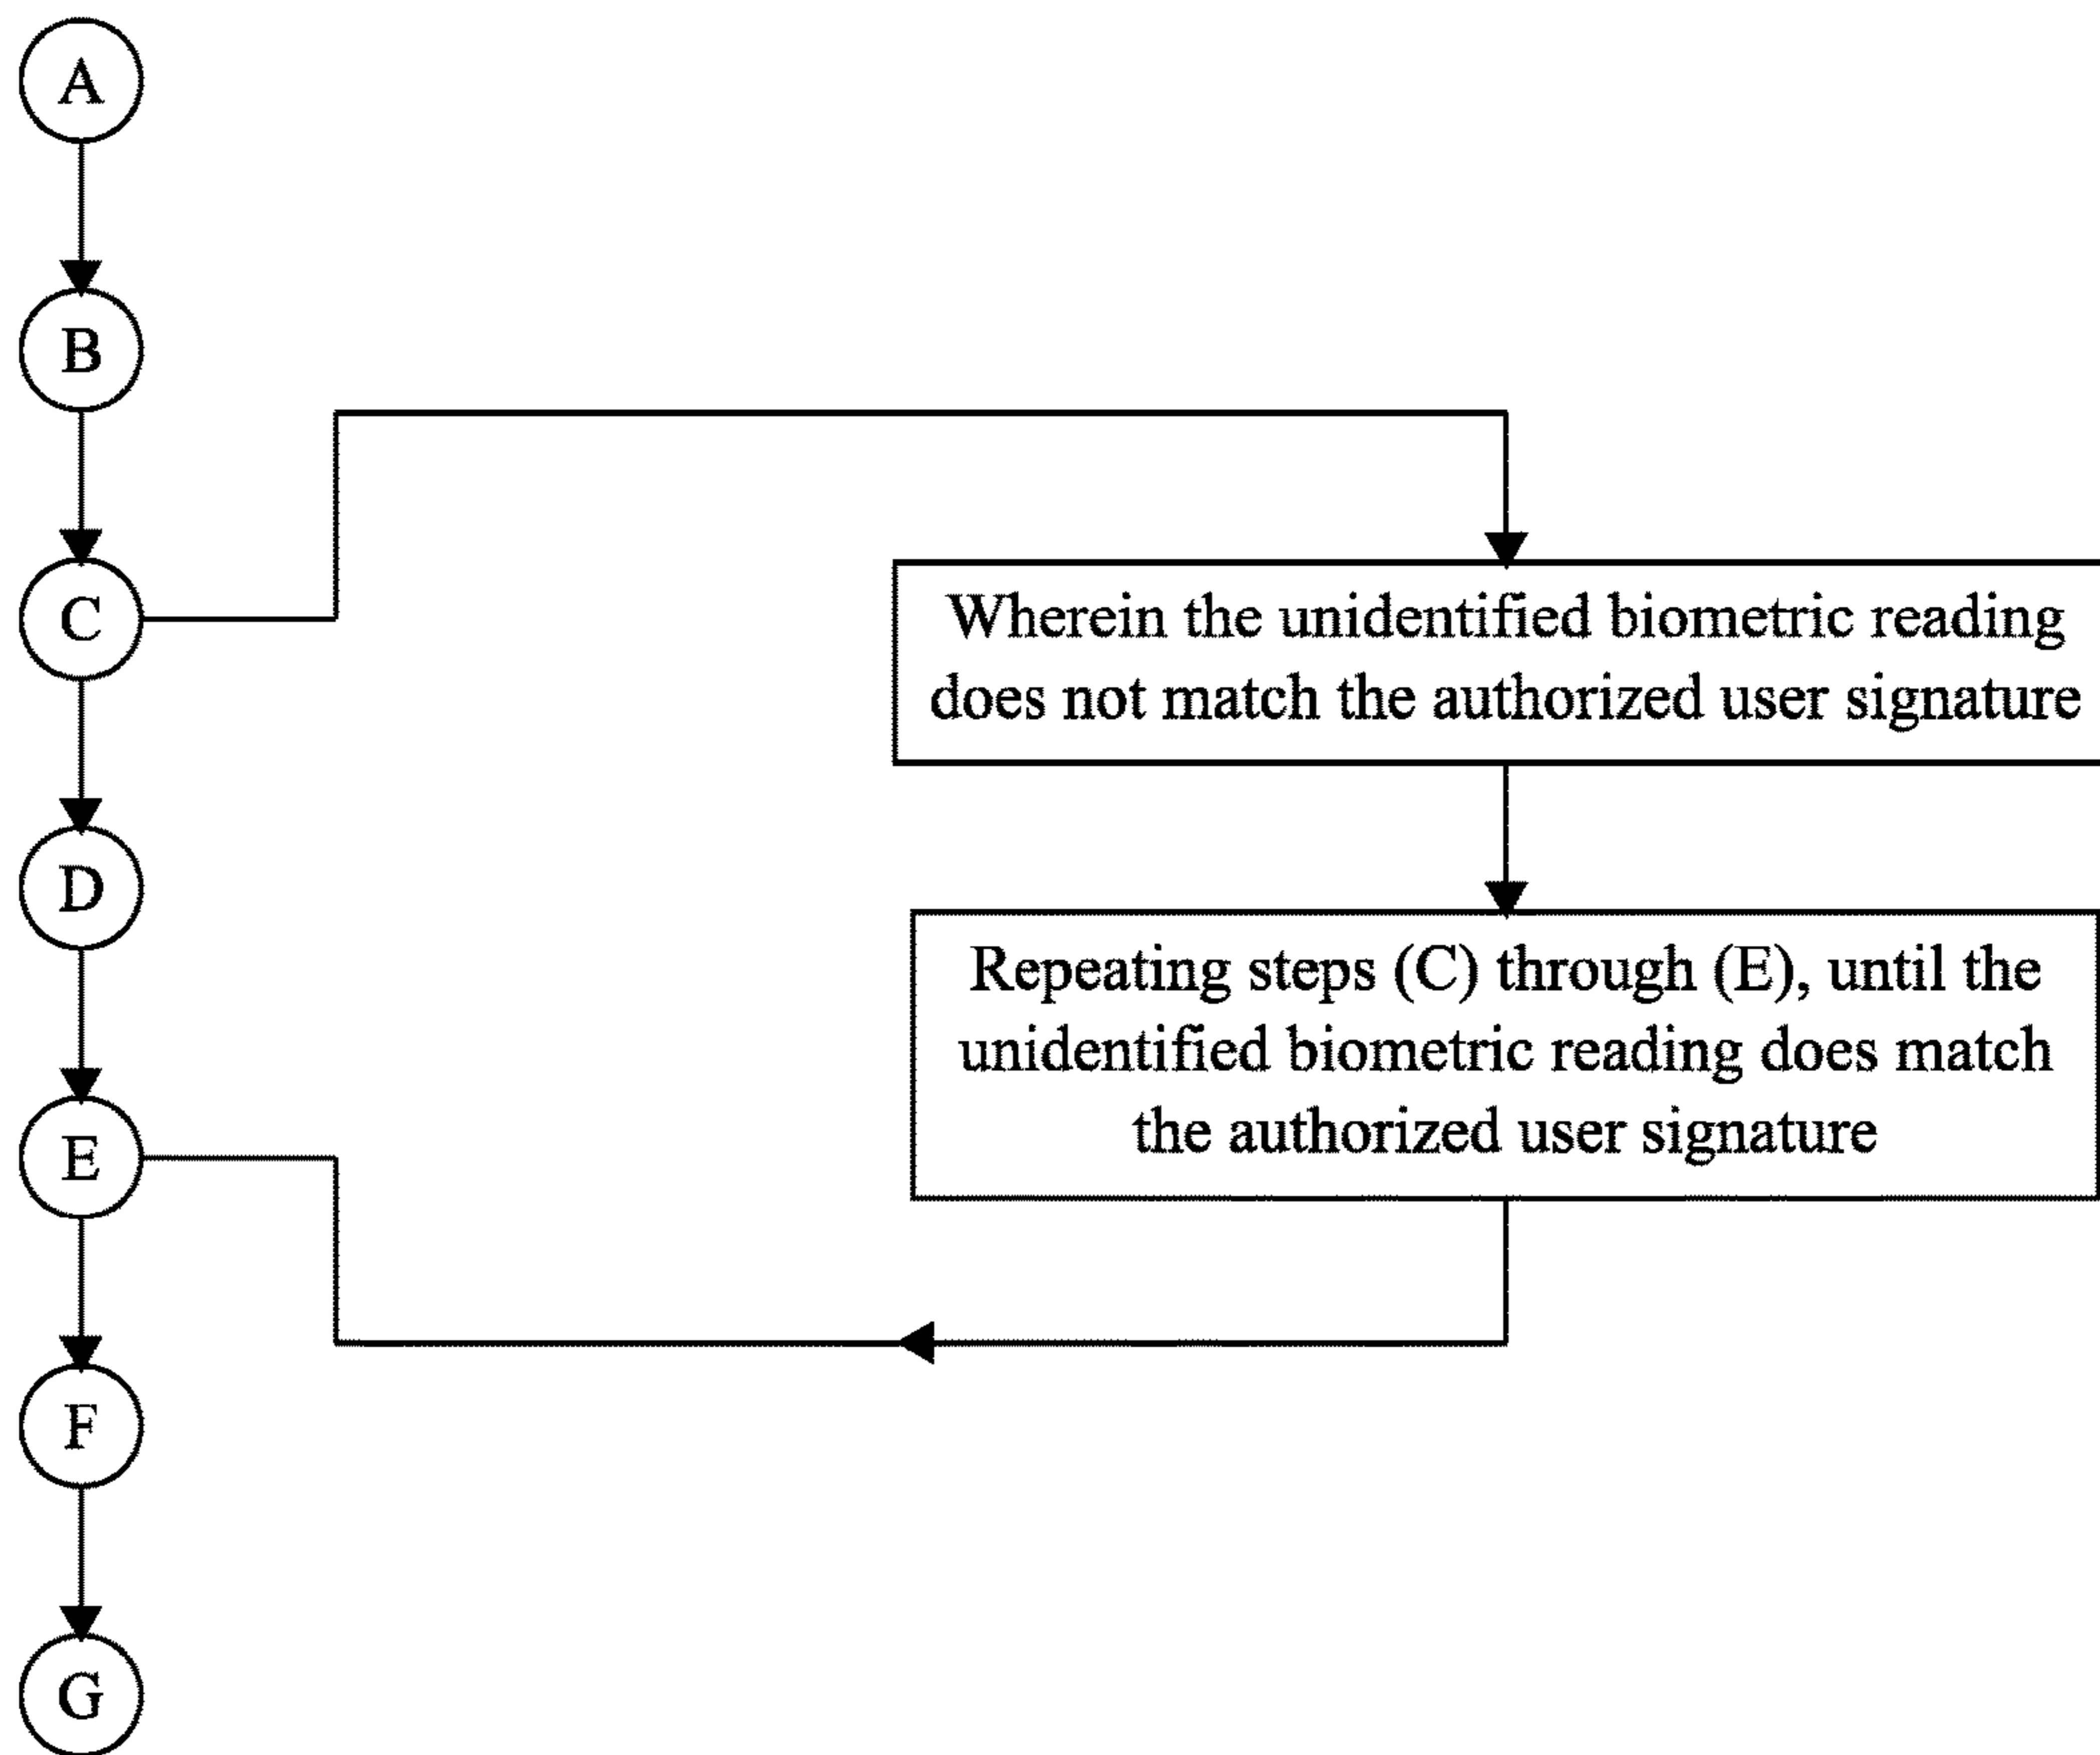 A
B
C
Wherein the unidentified biometric reading
does not match the authorized user signature
D
Repeating steps (C) through (E), until the
unidentified biometric reading does match
the authorized user signature
E
F
G